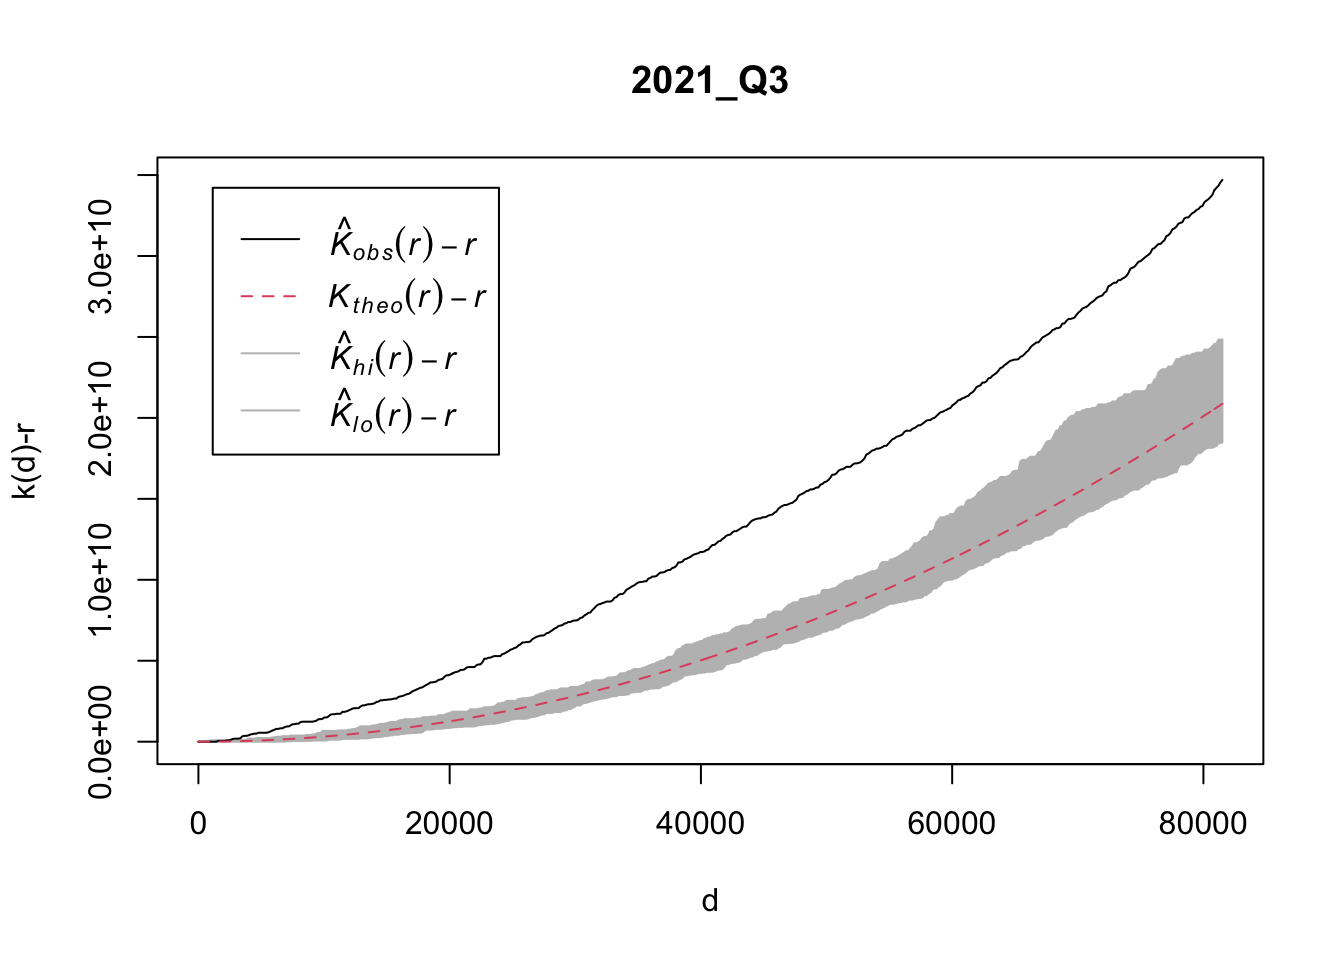 2021_Q3
k(d)-r
0.0e+00 1.0e+10 2.0e+10 3.0e+10
K̂obs(r) − r
Ktheo(r) − r
K̂hi(r) − r
K̂lo(r) − r
0 20000 40000 60000 80000
d